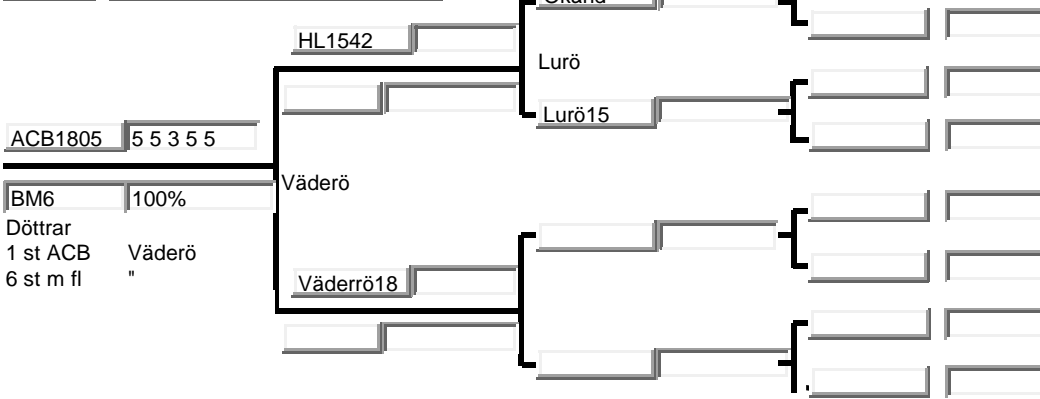 Okänd
HL1542
Lurö
Lurö15
ACB1805 5 5 3 5 5
Väderö
BM6 100%
Döttrar
1 st ACB Väderö
6 st m fl "
Väderrö18